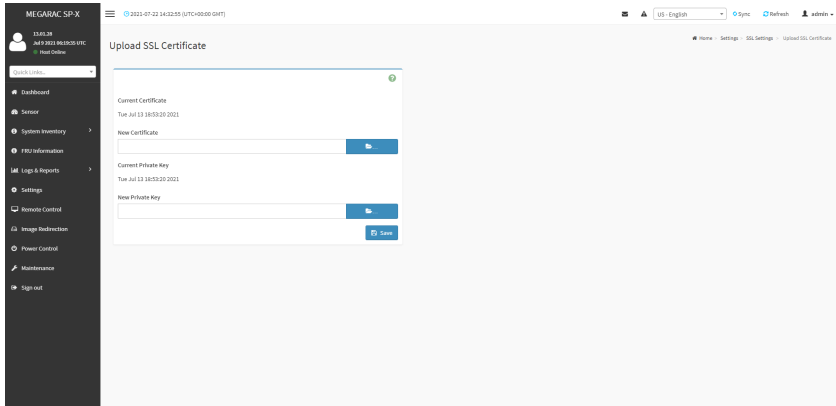 MEGARAC SP-X
2021-07-22 14:32:55 (UTC+00:00 GMT)
US - English
Sync
Refresh
admin
13.01.28
Jul 9 2021 06:19:35 UTC
Host Online
Quick Links...
Dashboard
Sensor
System Inventory
FRU Information
Logs & Reports
Settings
Remote Control
Image Redirection
Power Control
Maintenance
Sign out
Upload SSL Certificate
Home > Settings > SSL Settings > Upload SSL Certificate
Current Certificate
Tue Jul 13 18:53:20 2021
New Certificate
...
Current Private Key
Tue Jul 13 18:53:20 2021
New Private Key
...
Save